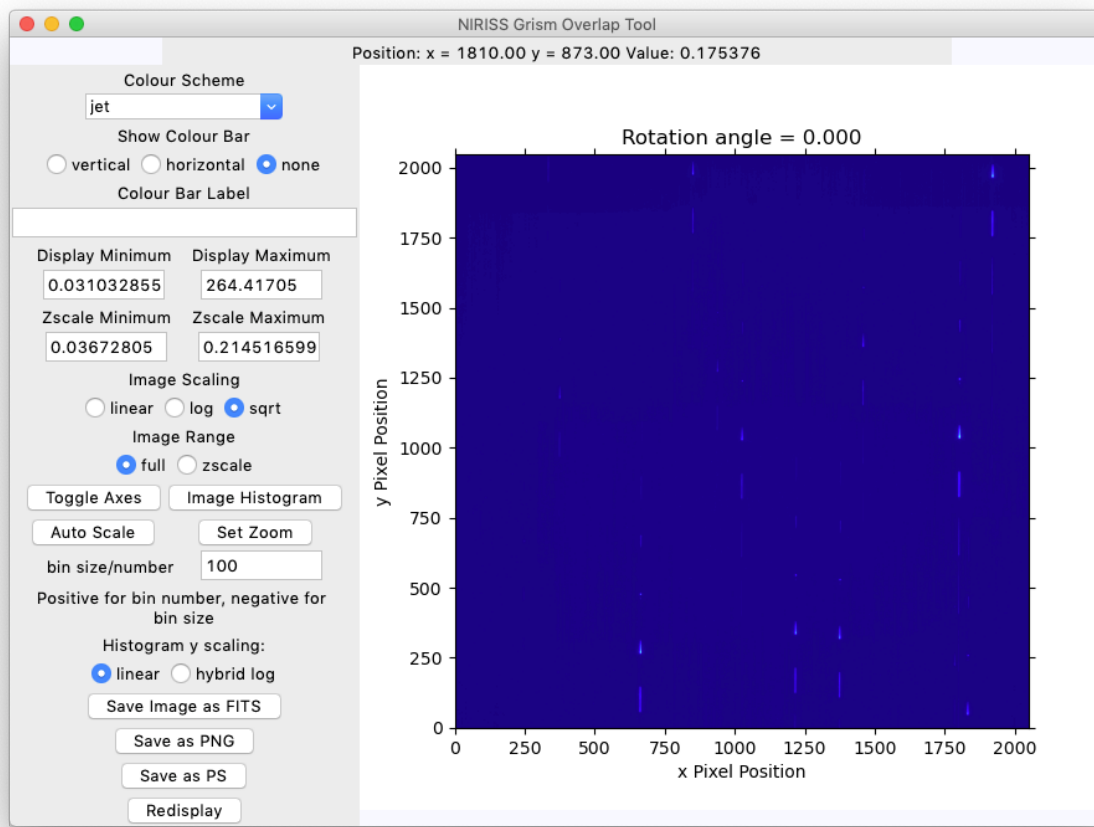 NIRISS Grism Overlap Tool
Position: x = 1810.00 y = 873.00 Value: 0.175376
Colour Scheme
jet
Show Colour Bar
vertical horizontal none
Colour Bar Label
Display Minimum Display Maximum
0.031032855 264.41705
Zscale Minimum Zscale Maximum
0.03672805 0.214516599
Image Scaling
linear log sqrt
Image Range
full zscale
Toggle Axes Image Histogram
Auto Scale Set Zoom
bin size/number 100
Positive for bin number, negative for
bin size
Histogram y scaling:
linear hybrid log
Save Image as FITS
Save as PNG
Save as PS
Redisplay
Rotation angle = 0.000
y Pixel Position
2000
1750
1500
1250
1000
750
500
250
0
0 250 500 750 1000 1250 1500 1750 2000
x Pixel Position